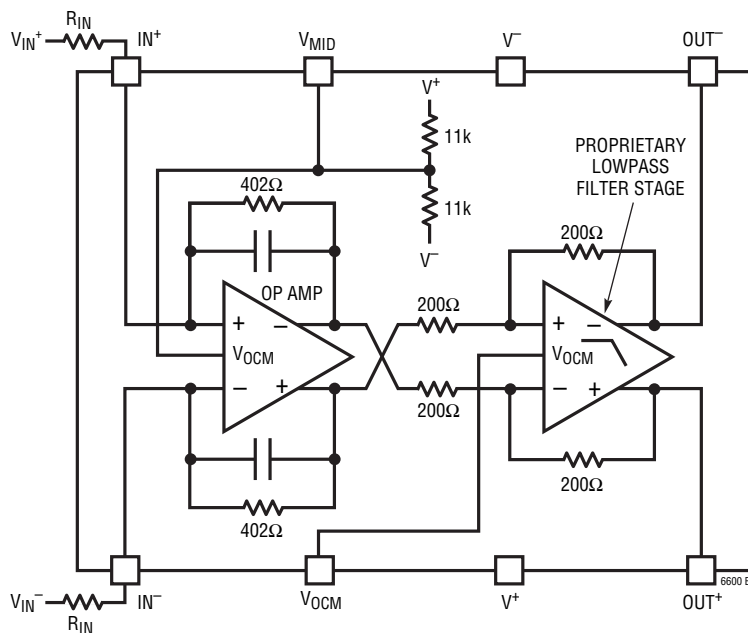 R_IN
V_IN+
IN+
V_MID
V−
OUT−
V+
11k
11k
V−
PROPRIETARY
LOWPASS
FILTER STAGE
402Ω
OP AMP
+ −
V_OCM
− +
402Ω
200Ω
200Ω
200Ω
+ −
V_OCM
− +
200Ω
V_IN−
R_IN
IN−
V_OCM
V+
OUT+